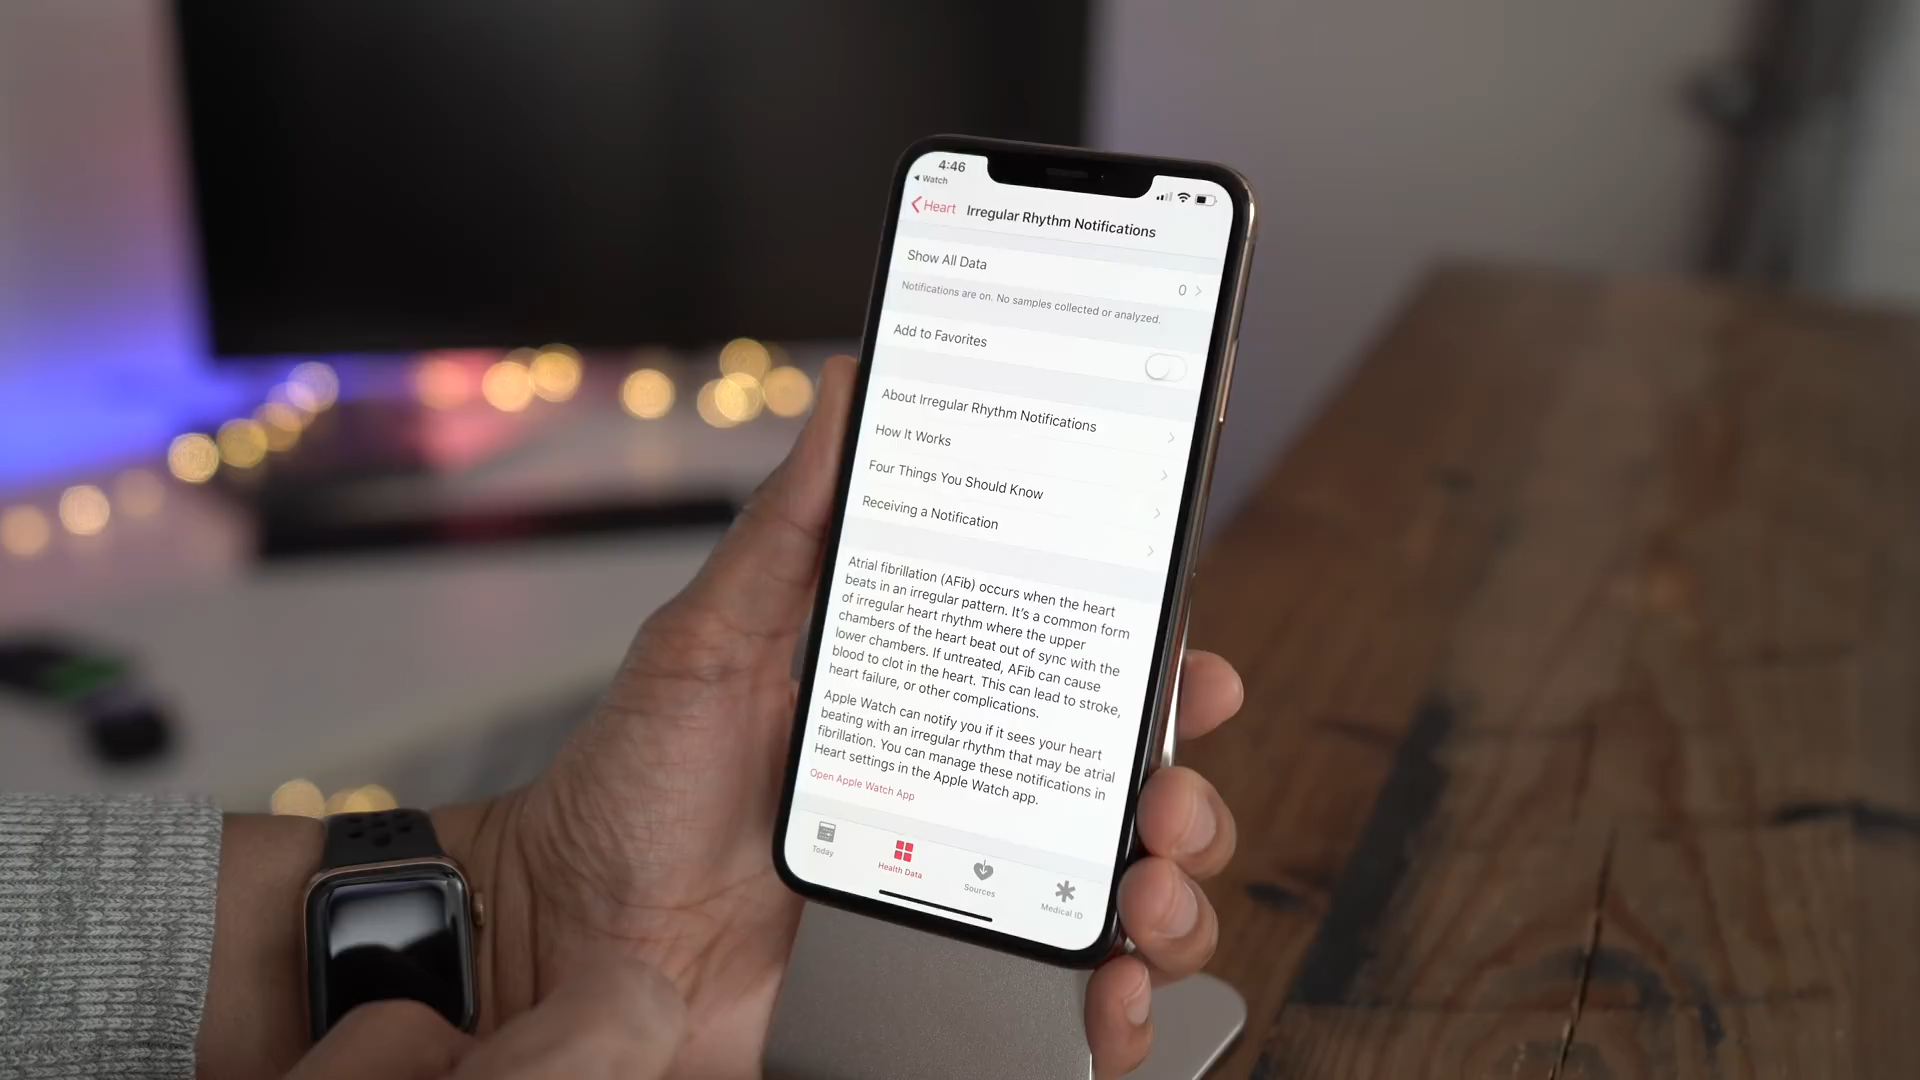 4:46
Watch
Heart Irregular Rhythm Notifications
Show All Data 0
Notifications are on. No samples collected or analyzed.
Add to Favorites
About Irregular Rhythm Notifications
How It Works
Four Things You Should Know
Receiving a Notification
Atrial fibrillation (AFib) occurs when the heart
beats in an irregular pattern. It's a common form
of irregular heart rhythm where the upper
chambers of the heart beat out of sync with the
lower chambers. If untreated, AFib can cause
blood to clot in the heart. This can lead to stroke,
heart failure, or other complications.
Apple Watch can notify you if it sees your heart
beating with an irregular rhythm that may be atrial
fibrillation. You can manage these notifications in
Heart settings in the Apple Watch app.
Open Apple Watch App
Today Health Data Sources Medical ID